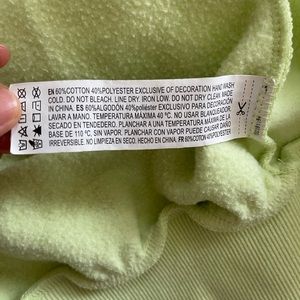 EN 60%COTTON 40%POLYESTER EXCLUSIVE OF DECORATION HAND WASH
COLD. DO NOT BLEACH. LINE DRY. IRON LOW. DO NOT DRY CLEAN. MADE
IN CHINA. ES 60%ALGODÓN 40%poliéster EXCLUSIVO DE DECORACIÓN
LAVAR A MANO. TEMPERATURA MÁXIMA 40 ºC. NO USAR LEJÍA. SECADO
EN TENDEDERO. PLANCHAR A UNA TEMPERATURA MÁXIMA DE
BASE DE 110 ºC, SIN VAPOR. PLANCHAR CON VAPOR PUEDE CAUSAR DAÑO
IRREVERSIBLE. NO LIMPIEZA EN SECO. HECHO EN CHINA. FR 60%COTON 40%